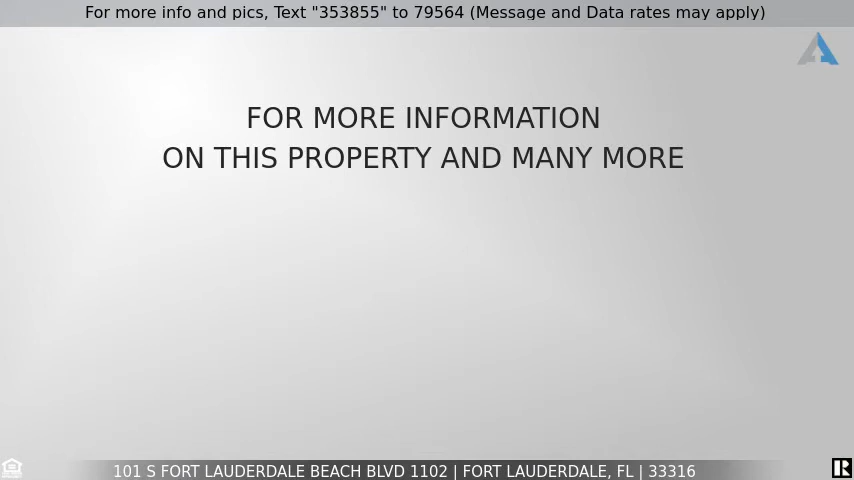 For more info and pics, Text "353855" to 79564 (Message and Data rates may apply)
FOR MORE INFORMATION
ON THIS PROPERTY AND MANY MORE
101 S FORT LAUDERDALE BEACH BLVD 1102 | FORT LAUDERDALE, FL | 33316